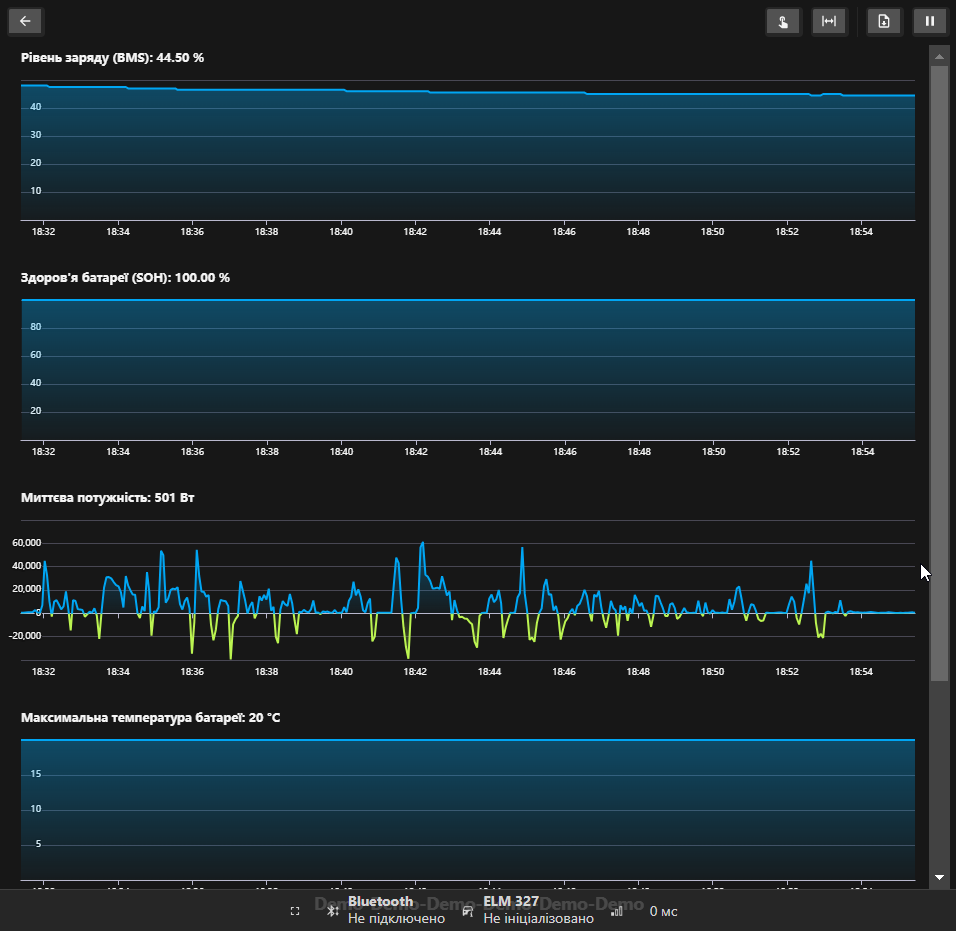 Рівень заряду (BMS): 44.50 %
40
30
20
10
18:32 18:34 18:36 18:38 18:40 18:42 18:44 18:46 18:48 18:50 18:52 18:54
Здоров'я батареї (SOH): 100.00 %
80
60
40
20
18:32 18:34 18:36 18:38 18:40 18:42 18:44 18:46 18:48 18:50 18:52 18:54
Миттєва потужність: 501 Вт
60,000
40,000
20,000
0
-20,000
18:32 18:34 18:36 18:38 18:40 18:42 18:44 18:46 18:48 18:50 18:52 18:54
Максимальна температура батареї: 20 °C
15
10
5
Demo-Demo-Demo-Demo-Demo-Demo
Bluetooth
Не підключено
ELM 327
Не ініціалізовано
0 мс